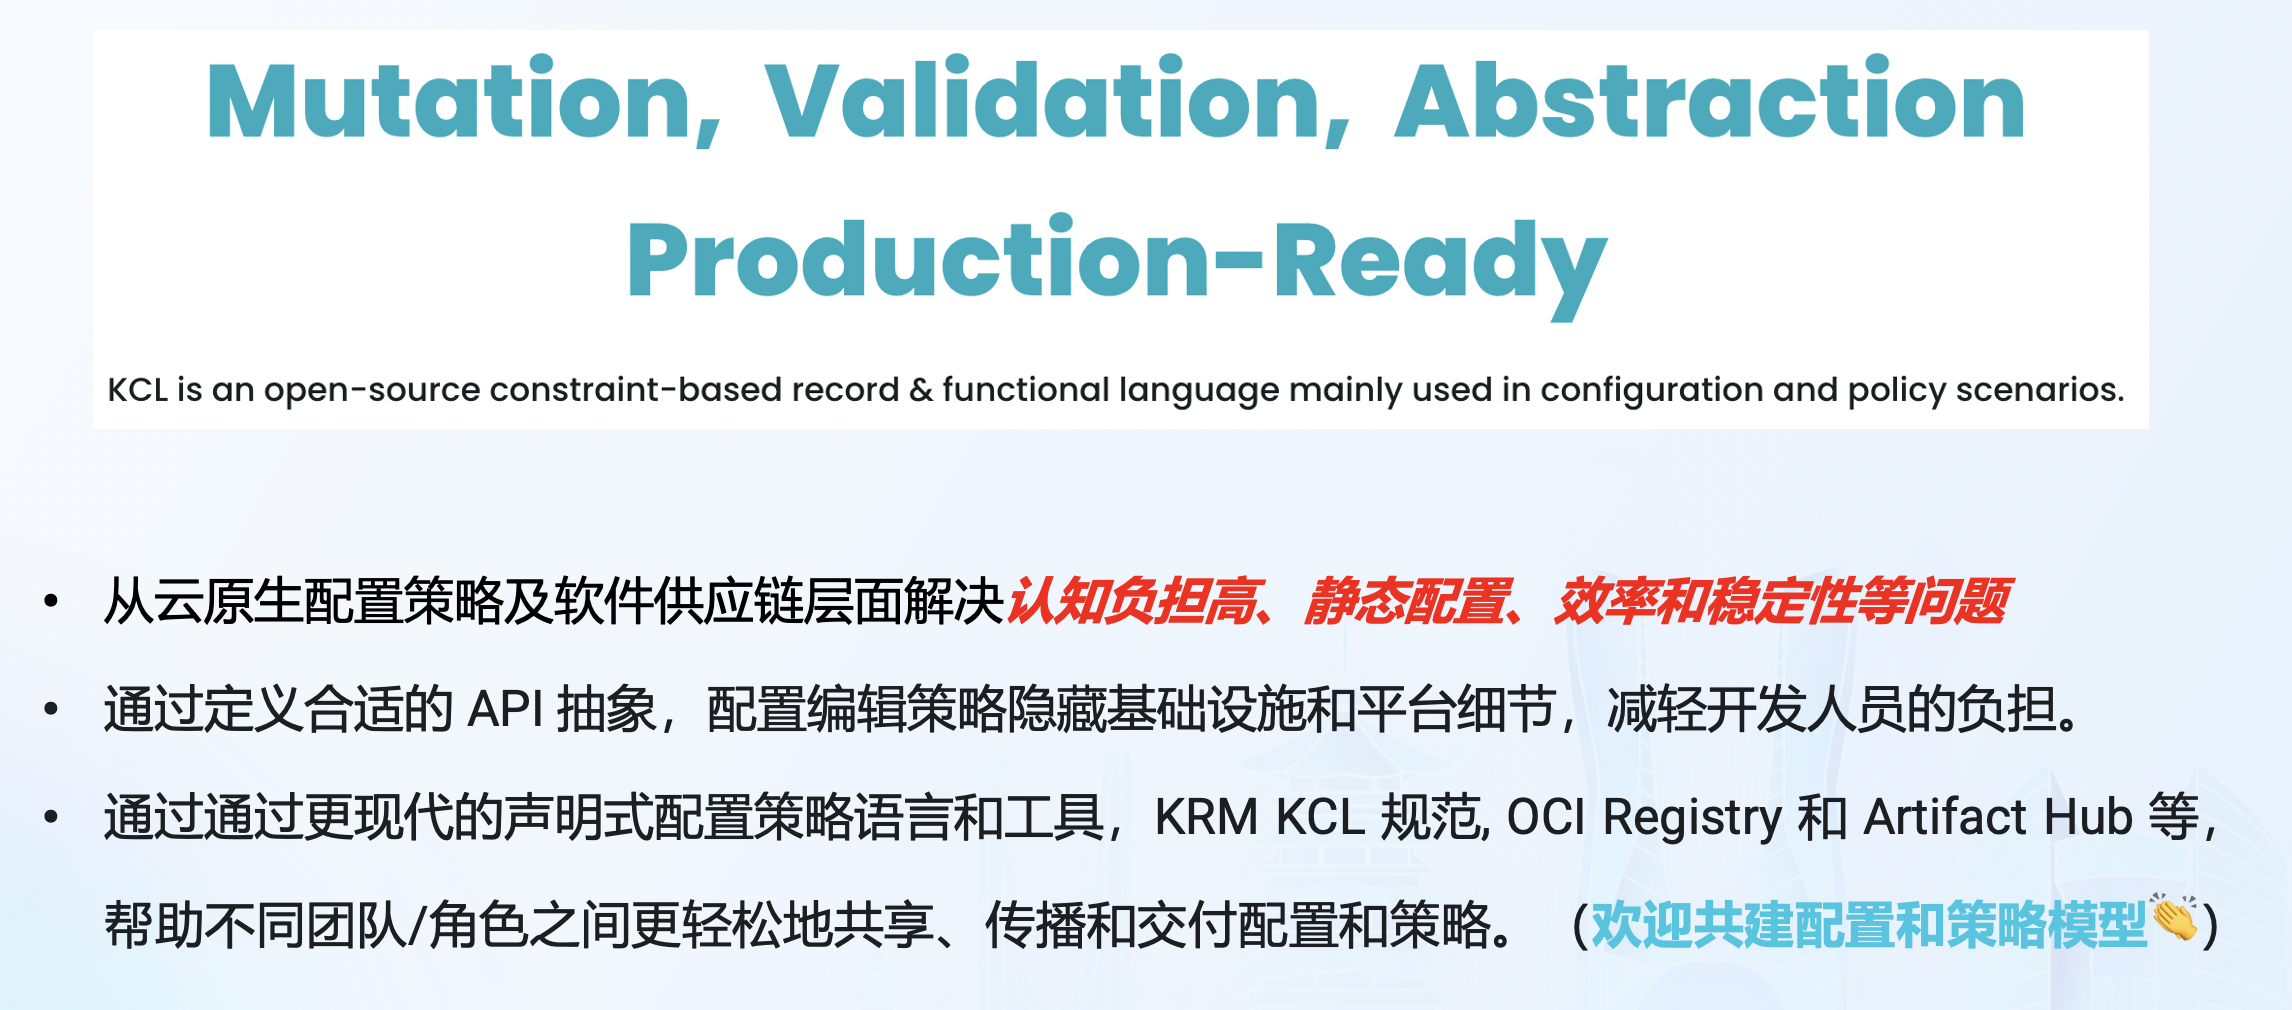 Mutation, Validation, Abstraction
Production-Ready
KCL is an open-source constraint-based record & functional language mainly used in configuration and policy scenarios.
• 从云原生配置策略及软件供应链层面解决认知负担高、静态配置、效率和稳定性等问题
• 通过定义合适的 API 抽象，配置编辑策略隐藏基础设施和平台细节，减轻开发人员的负担。
• 通过通过更现代的声明式配置策略语言和工具，KRM KCL 规范, OCI Registry 和 Artifact Hub 等，
帮助不同团队/角色之间更轻松地共享、传播和交付配置和策略。（欢迎共建配置和策略模型👏）